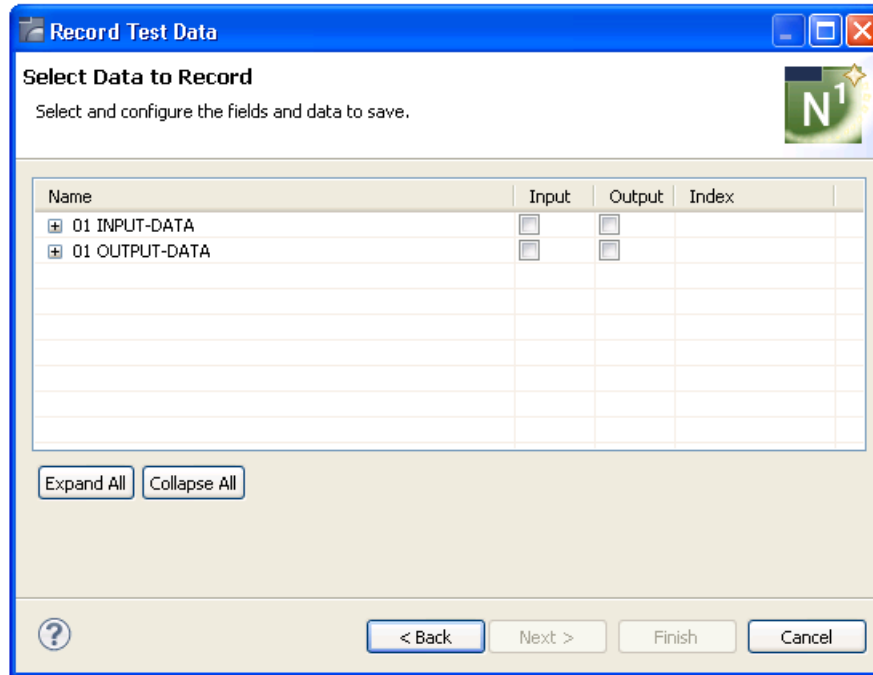 Record Test Data
Select Data to Record
Select and configure the fields and data to save.
N1
Name Input Output Index
01 INPUT-DATA
01 OUTPUT-DATA
Expand All Collapse All
? < Back Next > Finish Cancel